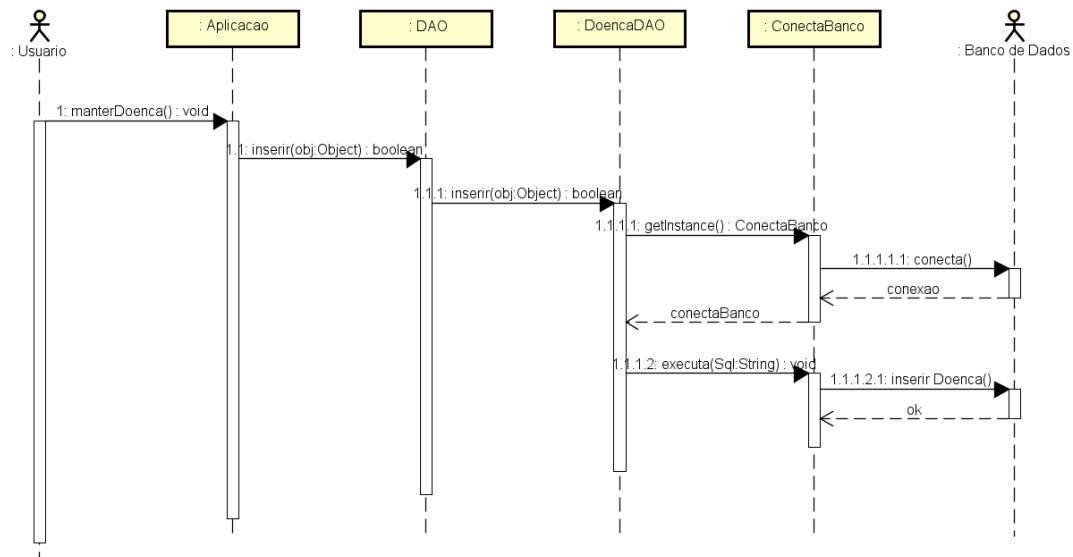 : Aplicacao
: DAO
: DoencaDAO
: ConectaBanco
: Usuario
: Banco de Dados
1: manterDoenca() : void
1.1: inserir(obj:Object) : boolean
1.1.1: inserir(obj:Object) : boolean
1.1.1.1: getInstance() : ConectaBanco
1.1.1.1.1: conecta()
conexao
conectaBanco
1.1.1.2: executa(Sql:String) : void
1.1.1.2.1: inserir Doenca()
ok